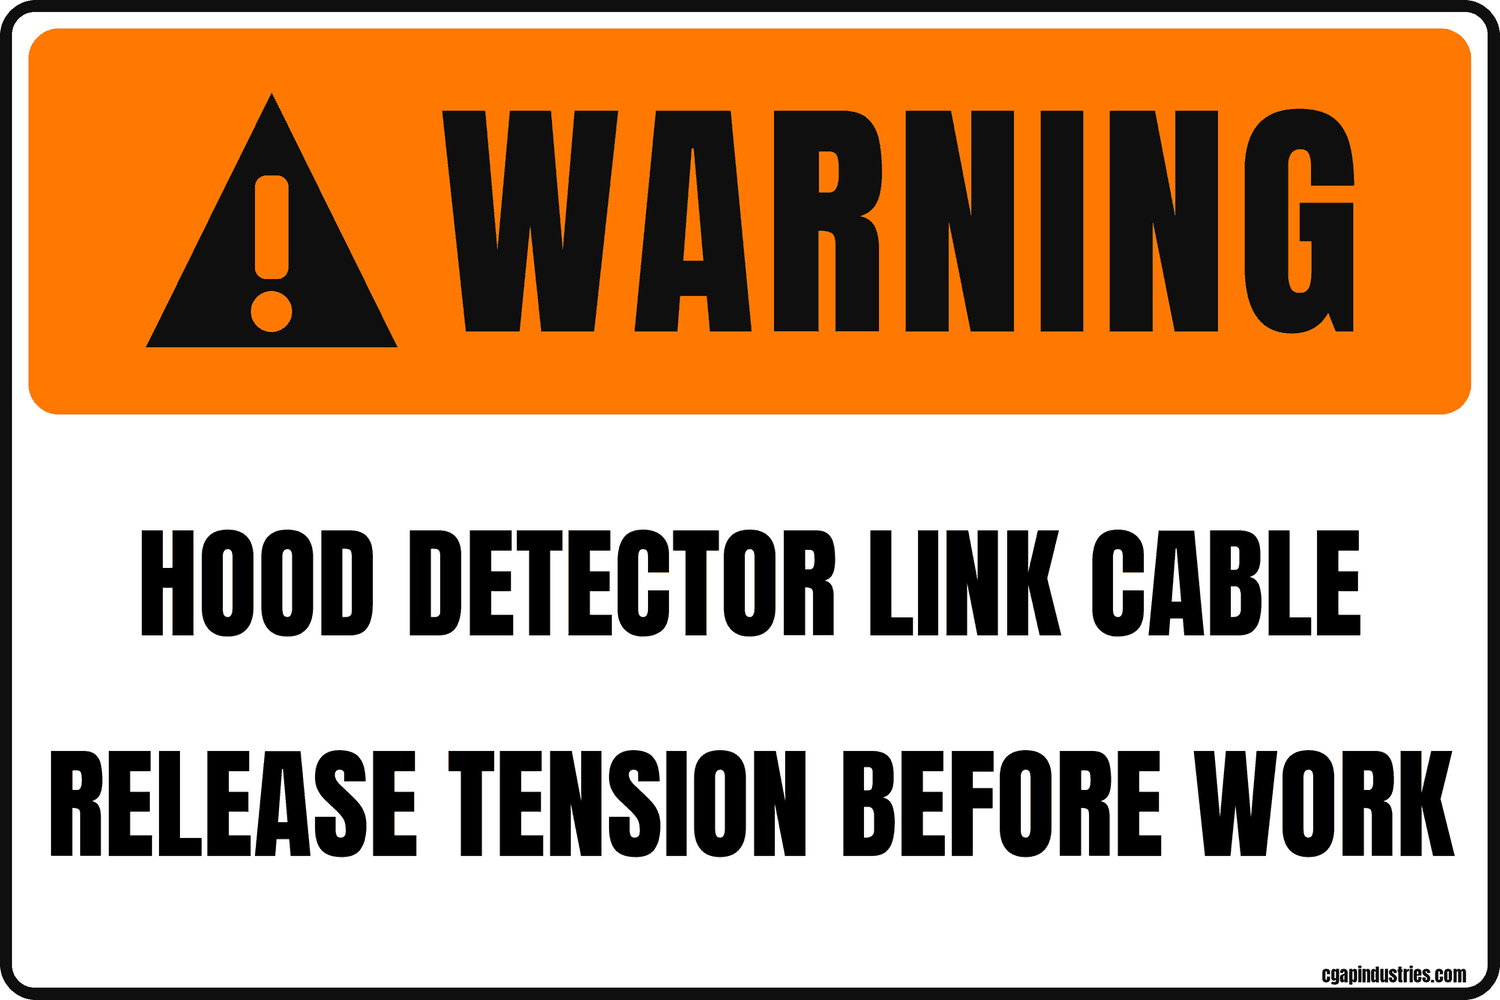 WARNING
HOOD DETECTOR LINK CABLE
RELEASE TENSION BEFORE WORK
cgapindustries.com